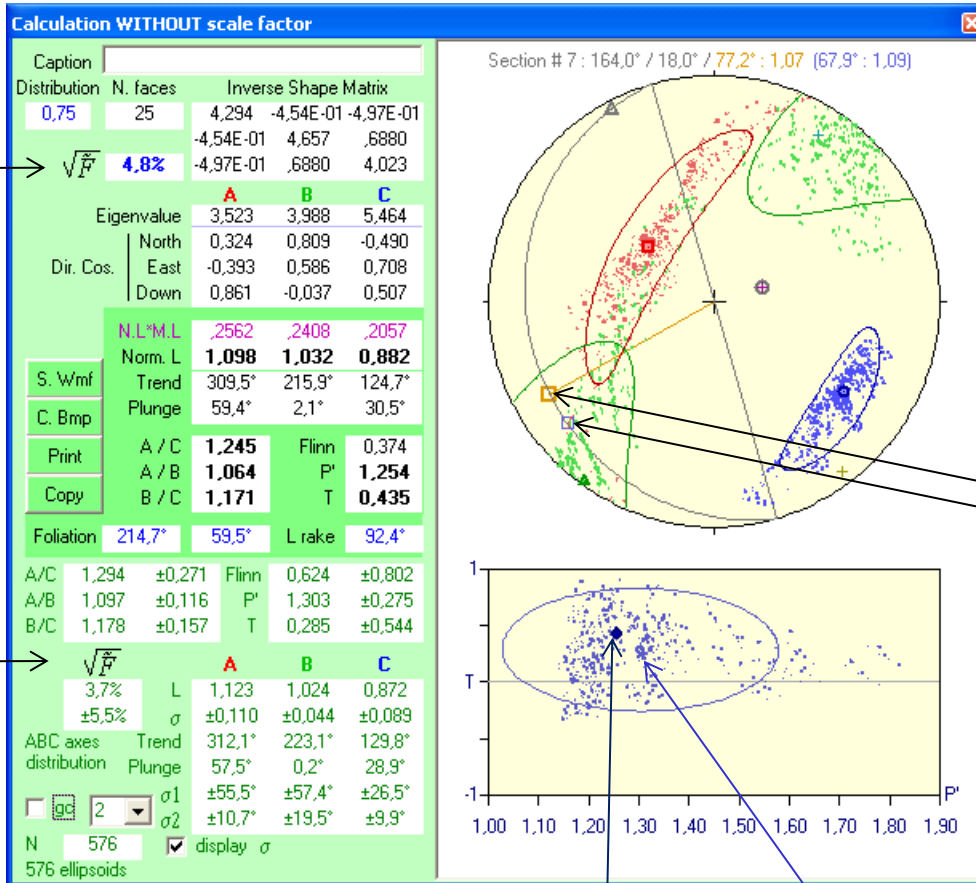 Calculation WITHOUT scale factor
Caption
Distribution N. faces Inverse Shape Matrix
0,75 25 4,294 -4,54E-01 -4,97E-01
-4,54E-01 4,657 ,6880
√F̃ 4,8% -4,97E-01 ,6880 4,023
A B C
Eigenvalue 3,523 3,988 5,464
North 0,324 0,809 -0,490
Dir. Cos. East -0,393 0,586 0,708
Down 0,861 -0,037 0,507
N.L*M.L ,2562 ,2408 ,2057
Norm. L 1,098 1,032 0,882
S. Wmf Trend 309,5° 215,9° 124,7°
C. Bmp Plunge 59,4° 2,1° 30,5°
Print A / C 1,245 Flinn 0,374
A / B 1,064 P' 1,254
Copy B / C 1,171 T 0,435
Foliation 214,7° 59,5° L rake 92,4°
A/C 1,294 ±0,271 Flinn 0,624 ±0,802
A/B 1,097 ±0,116 P' 1,303 ±0,275
B/C 1,178 ±0,157 T 0,285 ±0,544
√F̃ A B C
3,7% L 1,123 1,024 0,872
±5,5% σ ±0,110 ±0,044 ±0,089
ABC axes Trend 312,1° 223,1° 129,8°
distribution Plunge 57,5° 0,2° 28,9°
gc 2 σ1 ±55,5° ±57,4° ±26,5°
σ2 ±10,7° ±19,5° ±9,9°
N 576 display σ
576 ellipsoids
Section # 7 : 164,0° / 18,0° / 77,2° : 1,07 (67,9° : 1,09)
1
T
-1 P'
1,00 1,10 1,20 1,30 1,40 1,50 1,60 1,70 1,80 1,90